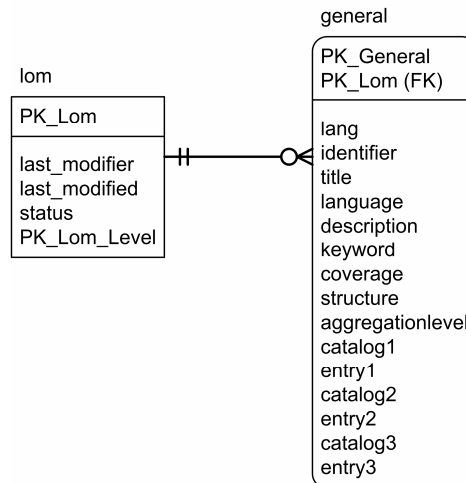 lom
PK_Lom
last_modifier
last_modified
status
PK_Lom_Level
general
PK_General
PK_Lom (FK)
lang
identifier
title
language
description
keyword
coverage
structure
aggregationlevel
catalog1
entry1
catalog2
entry2
catalog3
entry3